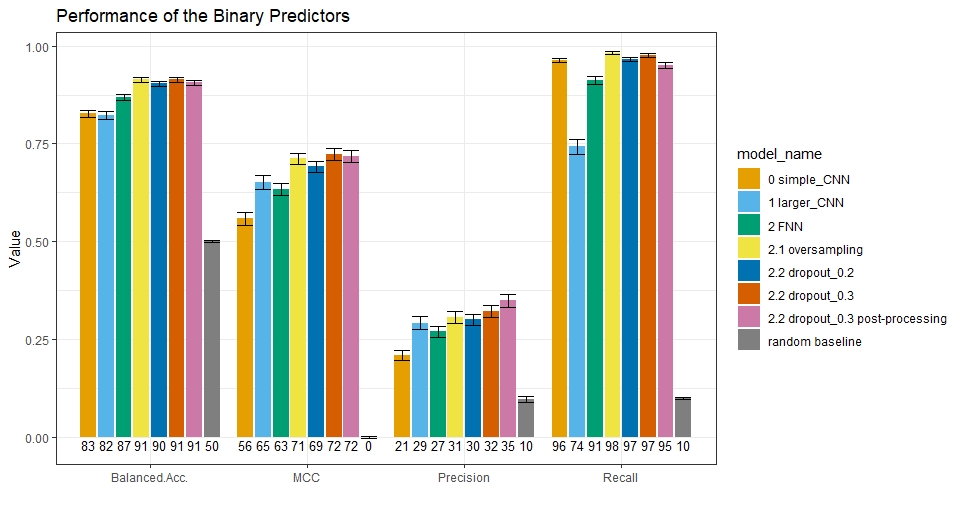 Performance of the Binary Predictors
Value
1.00
0.75
0.50
0.25
0.00
83 82 87 91 90 91 91 50 56 65 63 71 69 72 72 0 21 29 27 31 30 32 35 10 96 74 91 98 97 97 95 10
Balanced.Acc. MCC Precision Recall
model_name
0 simple_CNN
1 larger_CNN
2 FNN
2.1 oversampling
2.2 dropout_0.2
2.2 dropout_0.3
2.2 dropout_0.3 post-processing
random baseline